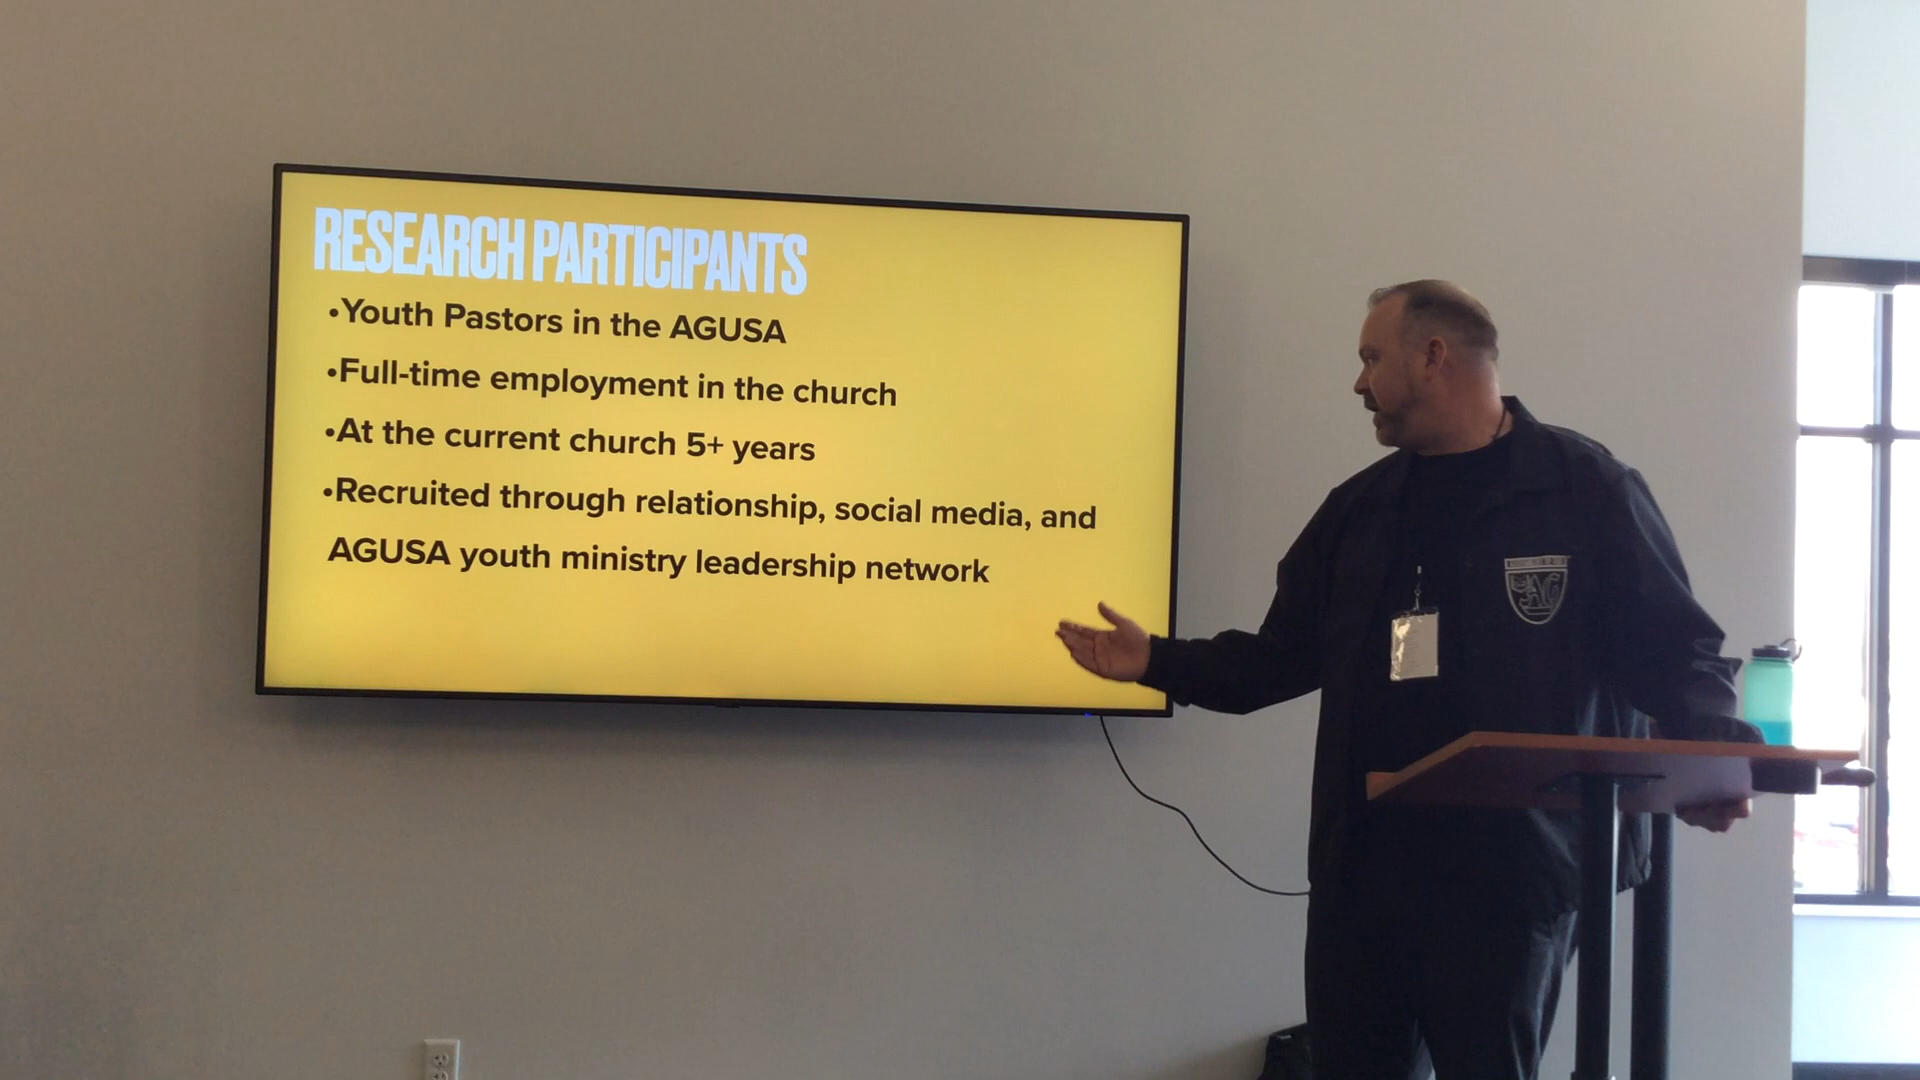 RESEARCH PARTICIPANTS
•Youth Pastors in the AGUSA
•Full-time employment in the church
•At the current church 5+ years
•Recruited through relationship, social media, and
AGUSA youth ministry leadership network
AG